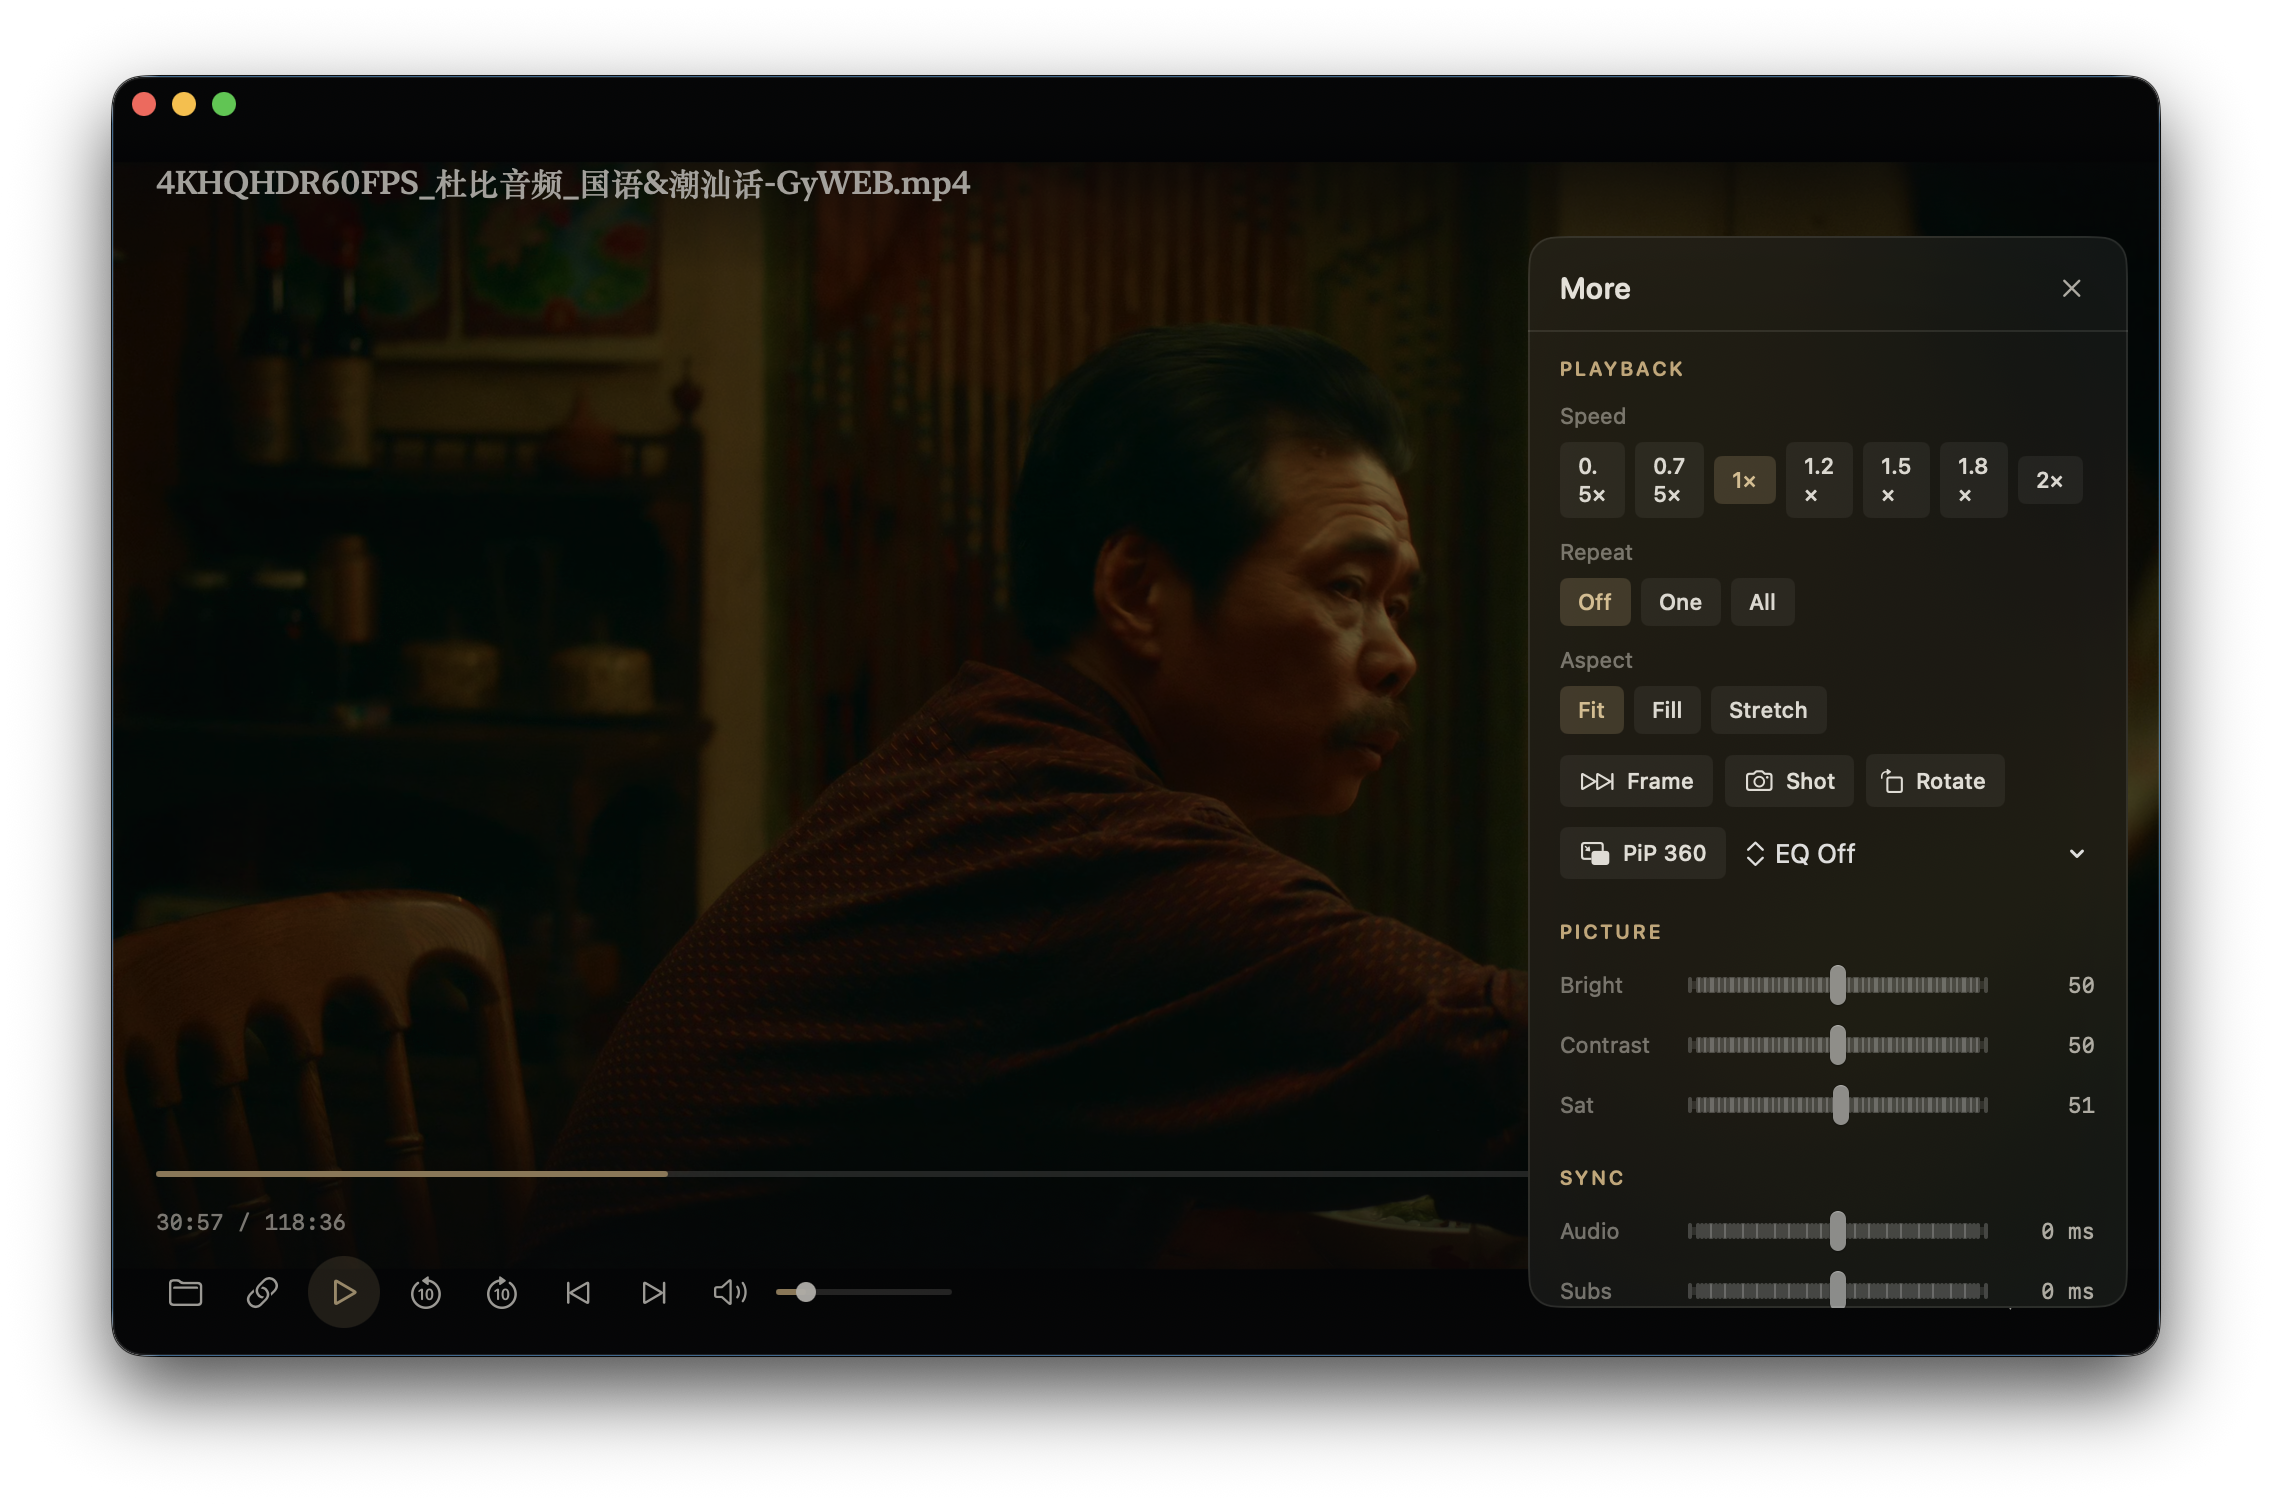 4KHQHDR60FPS_杜比音频_国语&潮汕话-GyWEB.mp4
More
PLAYBACK
Speed
0.5×
0.75×
1×
1.2×
1.5×
1.8×
2×
Repeat
Off One All
Aspect
Fit Fill Stretch
Frame Shot Rotate
PiP 360 EQ Off
PICTURE
Bright 50
Contrast 50
Sat 51
SYNC
Audio 0 ms
Subs 0 ms
30:57 / 118:36
10 10